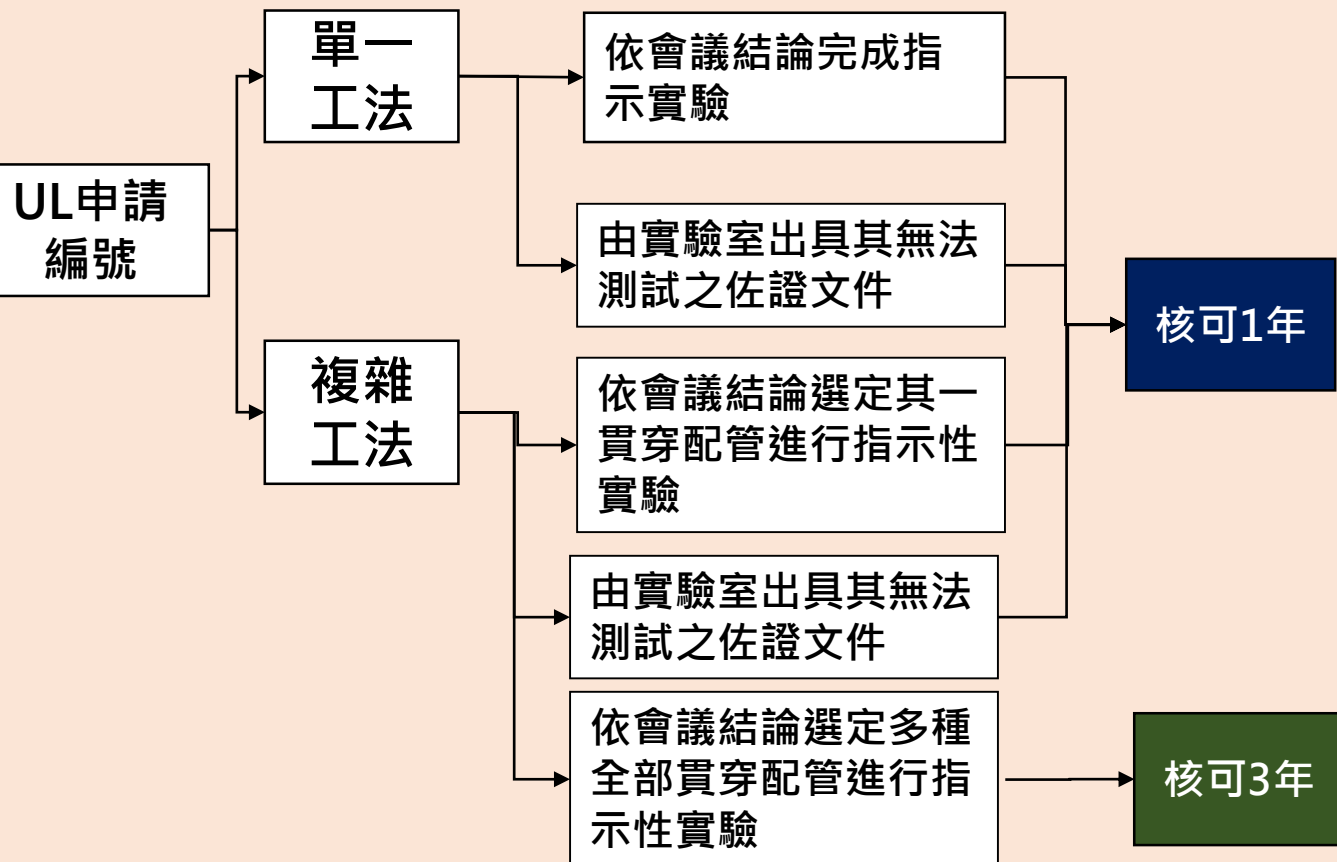 UL申請
編號
單一
工法
依會議結論完成指
示實驗
由實驗室出具其無法
測試之佐證文件
複雜
工法
依會議結論選定其一
貫穿配管進行指示性
實驗
由實驗室出具其無法
測試之佐證文件
依會議結論選定多種
全部貫穿配管進行指
示性實驗
核可1年
核可3年